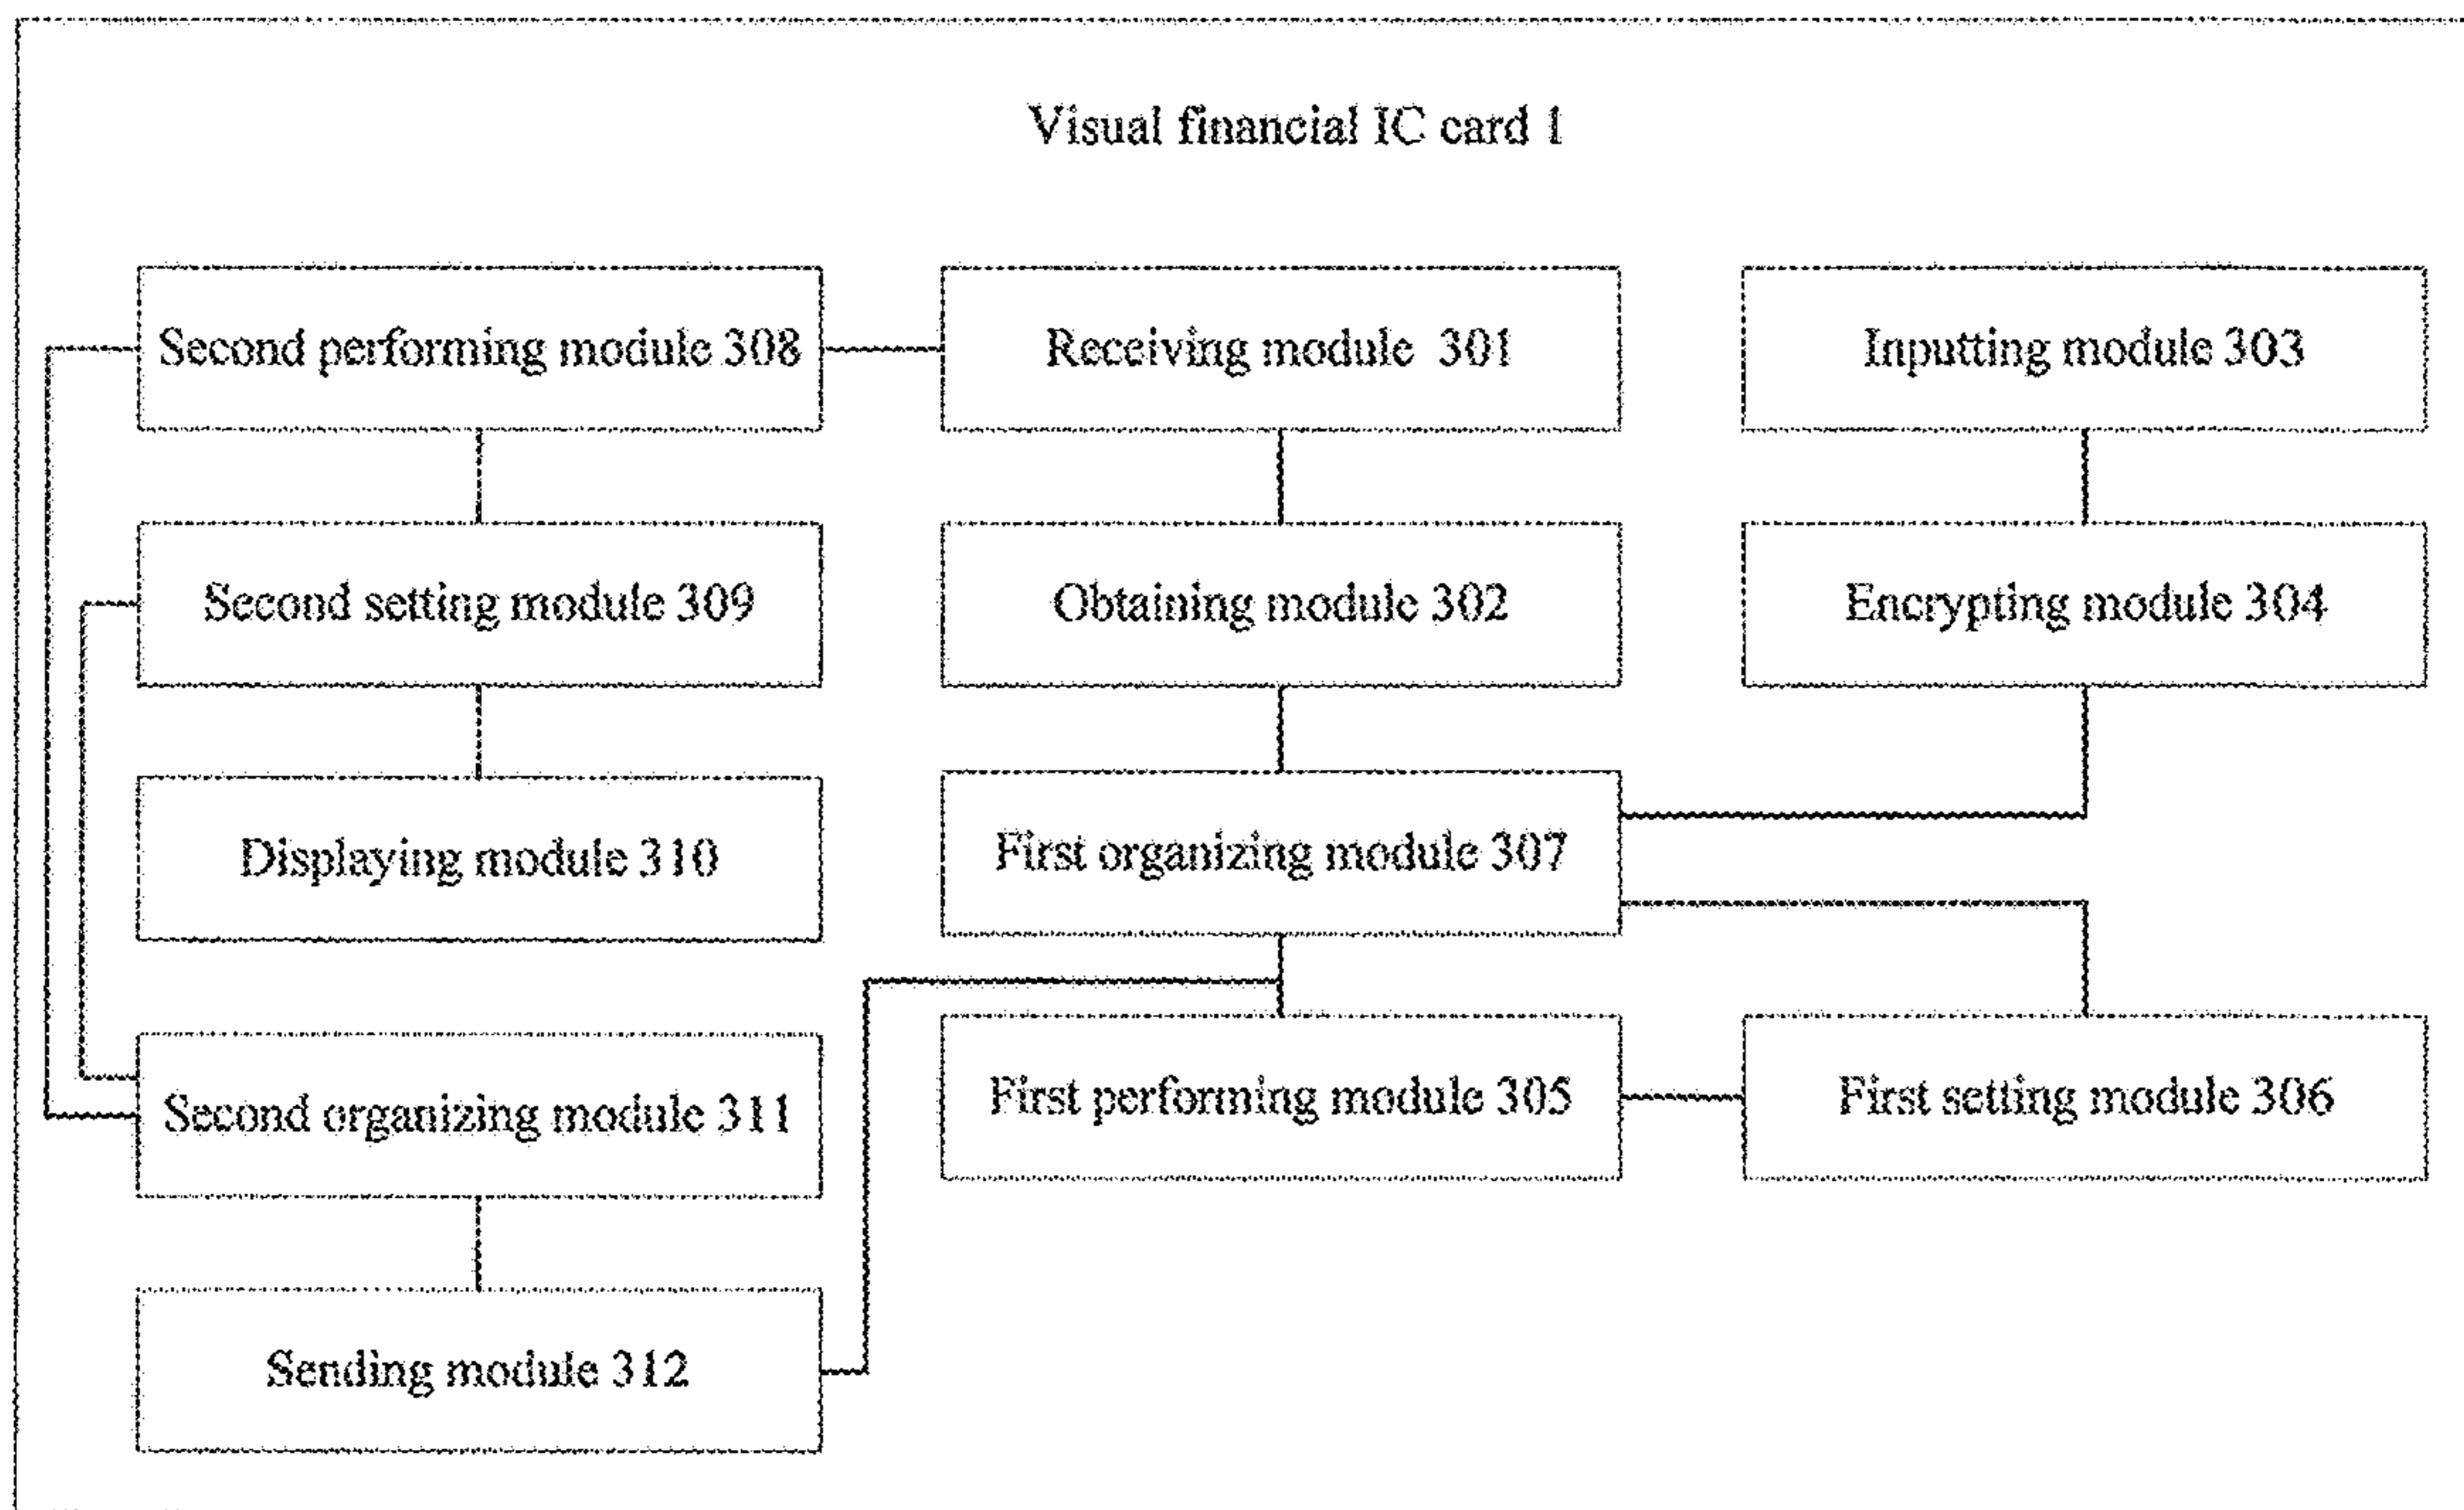 Visual financial IC card 1
Second performing module 308
Receiving module 301
Inputting module 303
Second setting module 309
Obtaining module 302
Encrypting module 304
Displaying module 310
First organizing module 307
Second organizing module 311
First performing module 305
First setting module 306
Sending module 312